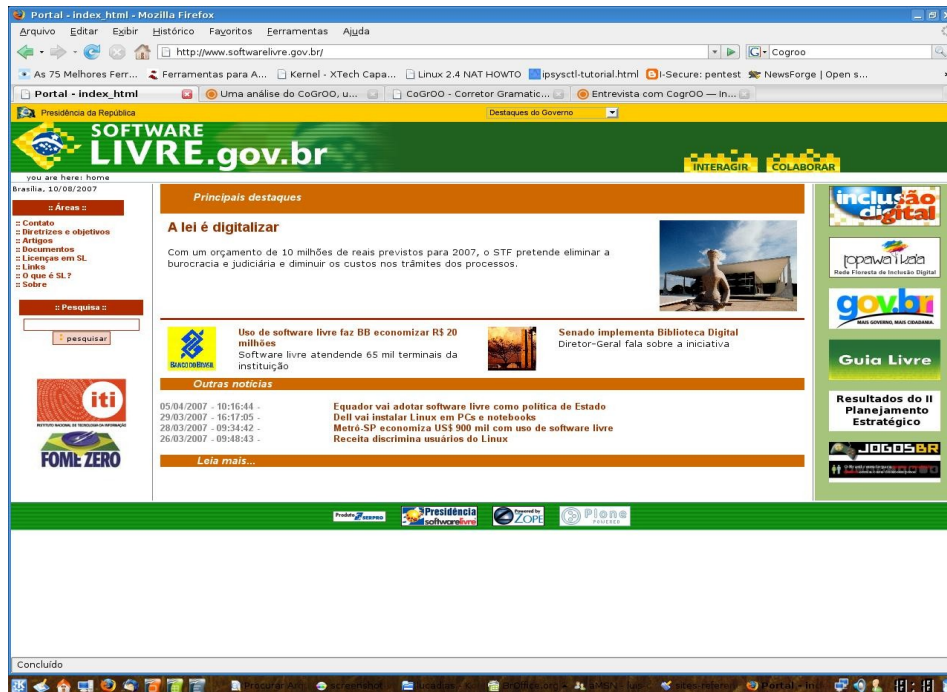 Portal - index_html - Mozilla Firefox
Arquivo Editar Exibir Histórico Favoritos Ferramentas Ajuda
http://www.softwarelivre.gov.br/
Cogroo
As 75 Melhores Ferr... Ferramentas para A... Kernel - XTech Capa... Linux 2.4 NAT HOWTO ipsysctl-tutorial.html I-Secure: pentest NewsForge | Open s...
Portal - index_html Uma análise do CoGrOO, u... CoGrOO - Corretor Gramatic... Entrevista com CogrOO — In...
Presidência da República Destaques do Governo
SOFTWARE
LIVRE.gov.br
INTERAGIR COLABORAR
you are here: home
Brasília, 10/08/2007
:: Áreas ::
:: Contato
:: Diretrizes e objetivos
:: Artigos
:: Documentos
:: Licenças em SL
:: Links
:: O que é SL?
:: Sobre
:: Pesquisa ::
pesquisar
iti
INSTITUTO NACIONAL DE TECNOLOGIA DA INFORMAÇÃO
FOME ZERO
Principais destaques
A lei é digitalizar
Com um orçamento de 10 milhões de reais previstos para 2007, o STF pretende eliminar a
burocracia e judiciária e diminuir os custos nos trâmites dos processos.
BANCO DO BRASIL
Uso de software livre faz BB economizar R$ 20
milhões
Software livre atendende 65 mil terminais da
instituição
Senado implementa Biblioteca Digital
Diretor-Geral fala sobre a iniciativa
Outras notícias
05/04/2007 - 10:16:44 - Equador vai adotar software livre como política de Estado
29/03/2007 - 16:17:05 - Dell vai instalar Linux em PCs e notebooks
28/03/2007 - 09:34:42 - Metrô-SP economiza US$ 900 mil com uso de software livre
26/03/2007 - 09:48:43 - Receita discrimina usuários do Linux
Leia mais...
inclusão
digital
Rede Floresta de Inclusão Digital
gov.br
MAIS GOVERNO, MAIS CIDADANIA.
Guia Livre
Resultados do II
Planejamento
Estratégico
JOGOSBR
Produto SERPRO
Presidência
softwarelivre
Powered by
ZOPE
Plone
POWERED
Concluído